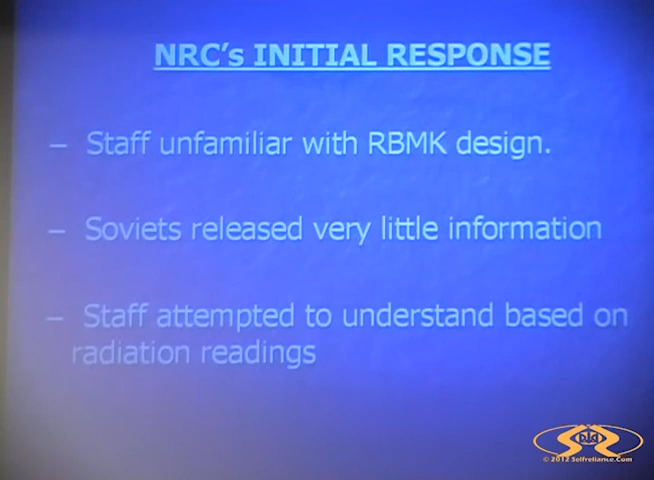 NRC's INITIAL RESPONSE
– Staff unfamiliar with RBMK design.
– Soviets released very little information
– Staff attempted to understand based on
radiation readings
© 2012 Selfreliance.Com